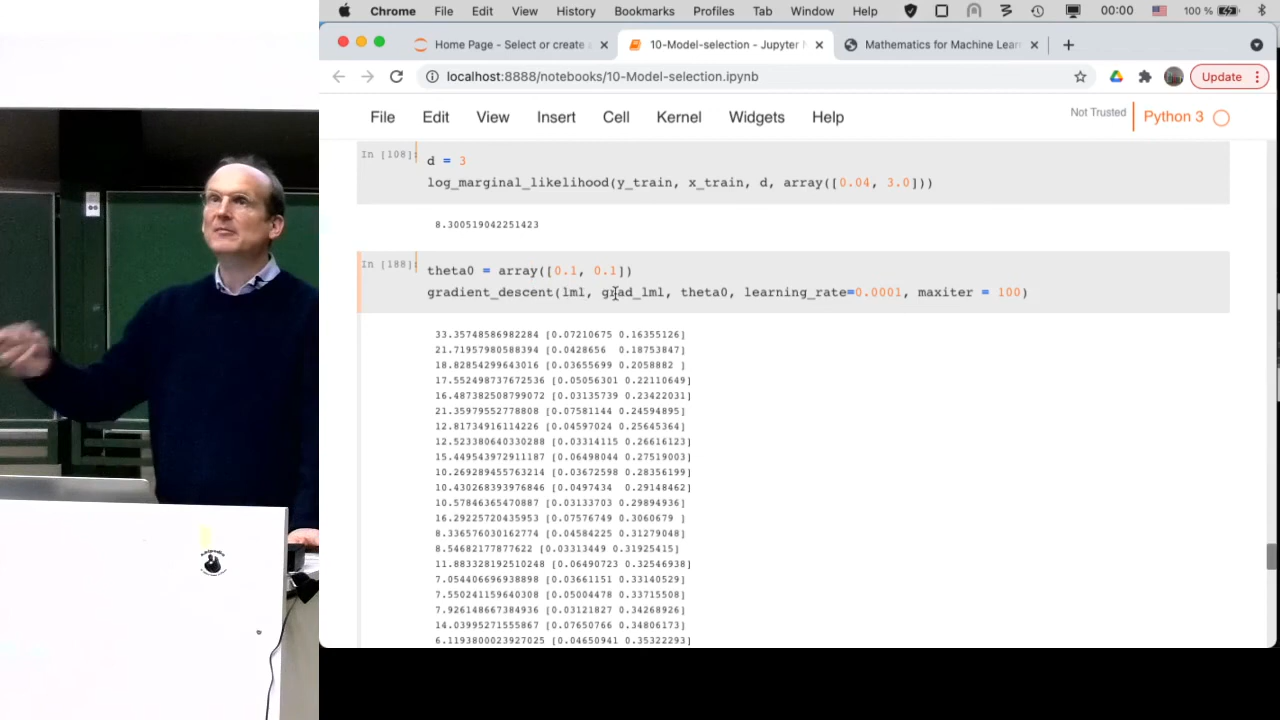 Chrome File Edit View History Bookmarks Profiles Tab Window Help 00:00 100 %
Home Page - Select or create a 10-Model-selection - Jupyter Mathematics for Machine Lear
localhost:8888/notebooks/10-Model-selection.ipynb Update
File Edit View Insert Cell Kernel Widgets Help Not Trusted Python 3
In [108]: d = 3
log_marginal_likelihood(y_train, x_train, d, array([0.04, 3.0]))
8.300519042251423
In [188]: theta0 = array([0.1, 0.1])
gradient_descent(lml, grad_lml, theta0, learning_rate=0.0001, maxiter = 100)
33.35748586982284 [0.07210675 0.16355126]
21.71957980588394 [0.0428656 0.18753847]
18.82854299643016 [0.03655699 0.2058882 ]
17.552498737672536 [0.05056301 0.22110649]
16.487382508799072 [0.03135739 0.23422031]
21.35979552778808 [0.07581144 0.24594895]
12.81734916114226 [0.04597024 0.25645364]
12.523380640330288 [0.03314115 0.26616123]
15.449543972911187 [0.06498044 0.27519003]
10.269289455763214 [0.03672598 0.28356199]
10.430268393976846 [0.0497434 0.29148462]
10.57846365470887 [0.03133703 0.29894936]
16.29225720435953 [0.07576749 0.3060679 ]
8.336576030162774 [0.04584225 0.31279048]
8.54682177877622 [0.03313449 0.31925415]
11.883328192510248 [0.06490723 0.32546938]
7.054406696938898 [0.03661151 0.33140529]
7.550241159640308 [0.05004478 0.33715508]
7.926148667384936 [0.03121827 0.34268926]
14.03995271555867 [0.07650766 0.34806173]
6.1193800023927025 [0.04650941 0.35322293]